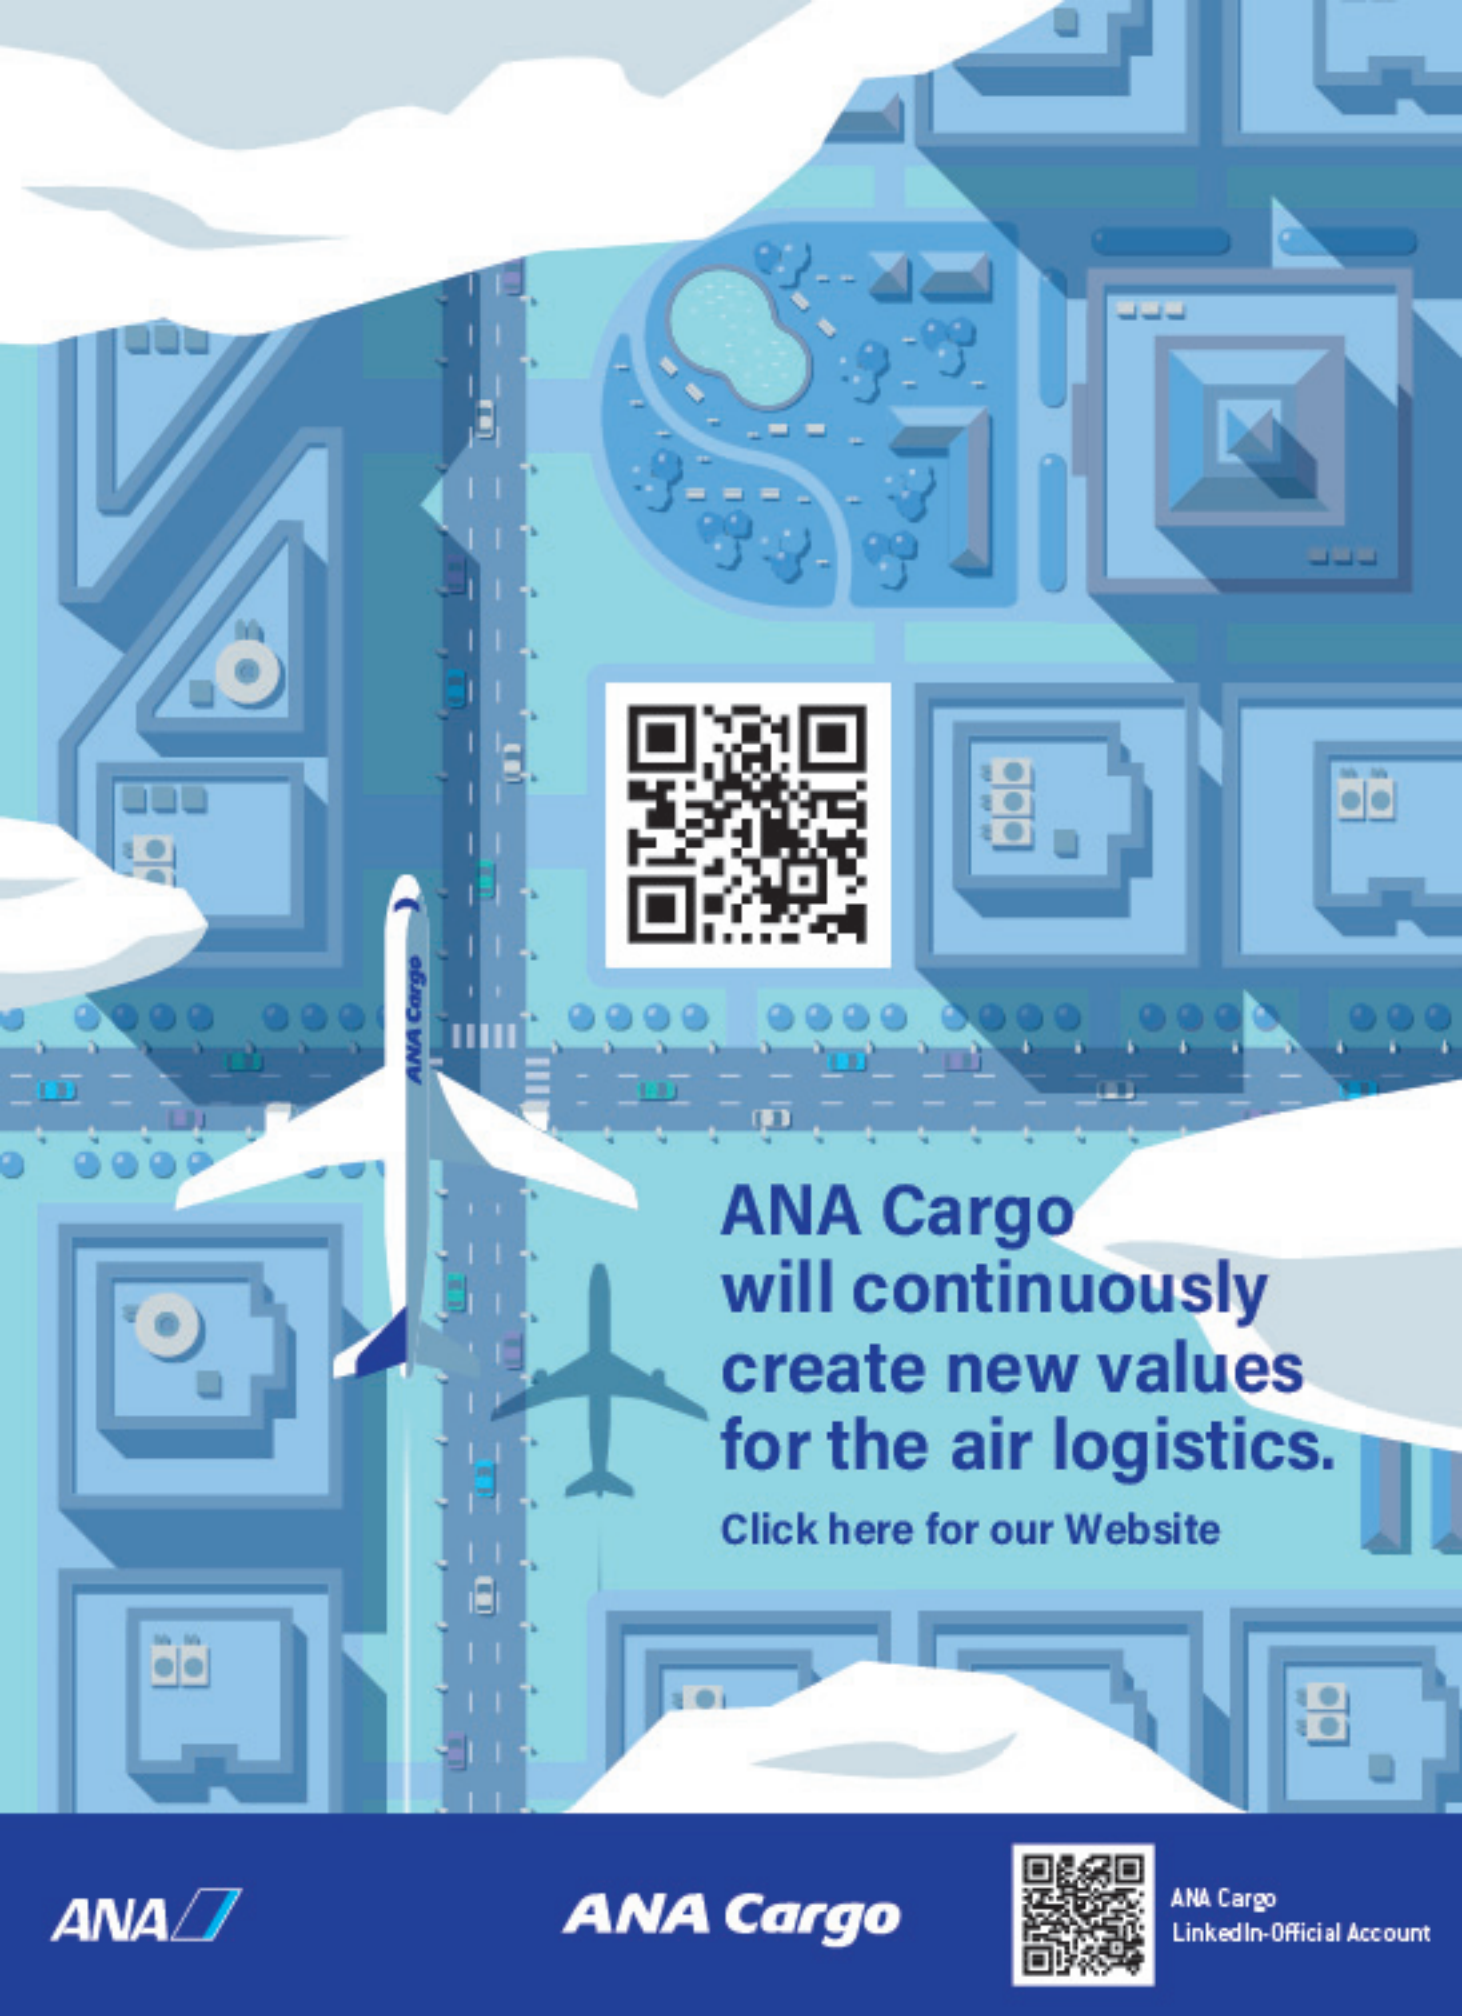 ANA Cargo
ANA Cargo
will continuously
create new values
for the air logistics.
Click here for our Website
ANA
ANA Cargo
ANA Cargo
LinkedIn-Official Account